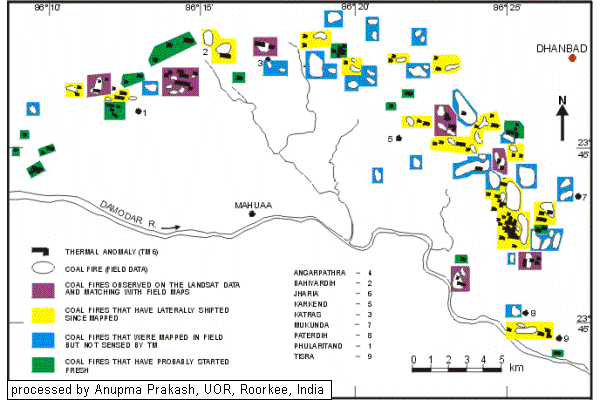 86°10'
86°15'
86°20'
86°25'
DHANBAD
N
2
3
1
5
23
45
7
MAHUAA
DAMODAR R.
THERMAL ANOMALY (TM 6)
COAL FIRE (FIELD DATA)
COAL FIRES OBSERVED ON THE LANDSAT DATA
AND MATCHING WITH FIELD MAPS
COAL FIRES THAT HAVE LATERALLY SHIFTED
SINCE MAPPED
COAL FIRES THAT WERE MAPPED IN FIELD
BUT NOT SENSED BY TM
COAL FIRES THAT HAVE PROBABLY STARTED
FRESH
ANGARPATHRA – 4
BAHIYARDIH – 2
JHARIA – 6
KARKEND – 5
KATRAS – 3
MUKUNDA – 7
PATERDIH – 8
PHULARITAND – 1
TISRA – 9
8
23
45
9
0 1 2 3 4 5 km
processed by Anupma Prakash, UOR, Roorkee, India